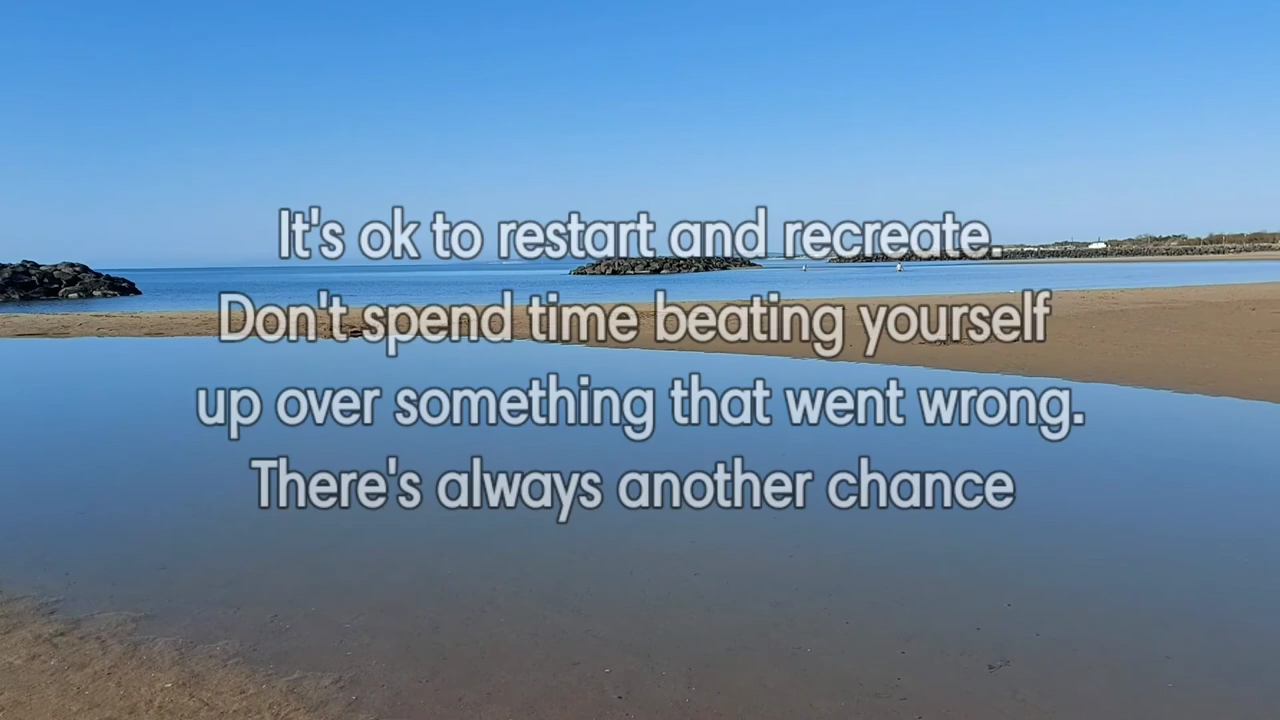 It's ok to restart and recreate.
Don't spend time beating yourself
up over something that went wrong.
There's always another chance